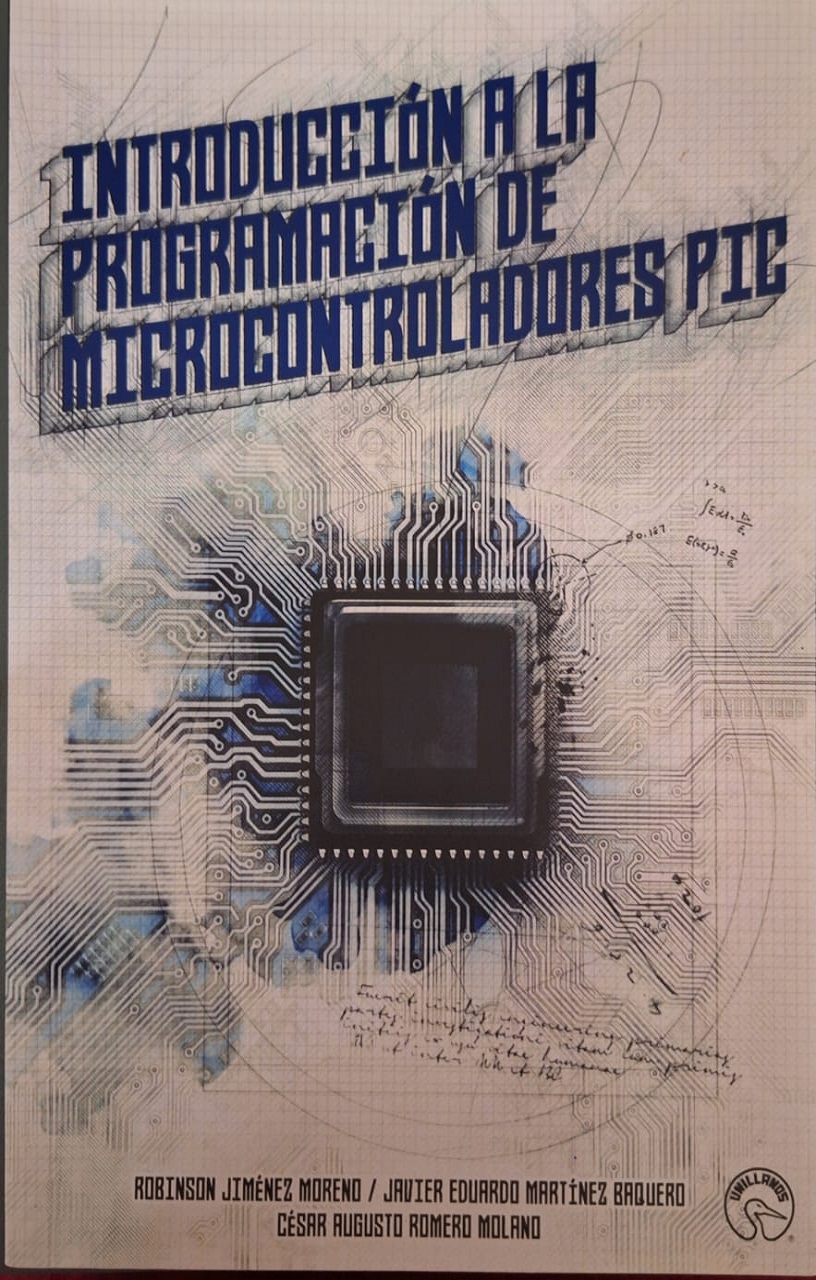 INTRODUCCIÓN A LA
PROGRAMACIÓN DE
MICROCONTROLADORES PIC
ROBINSON JIMÉNEZ MORENO / JAVIER EDUARDO MARTÍNEZ BAQUERO
CÉSAR AUGUSTO ROMERO MOLANO
UNILLANOS